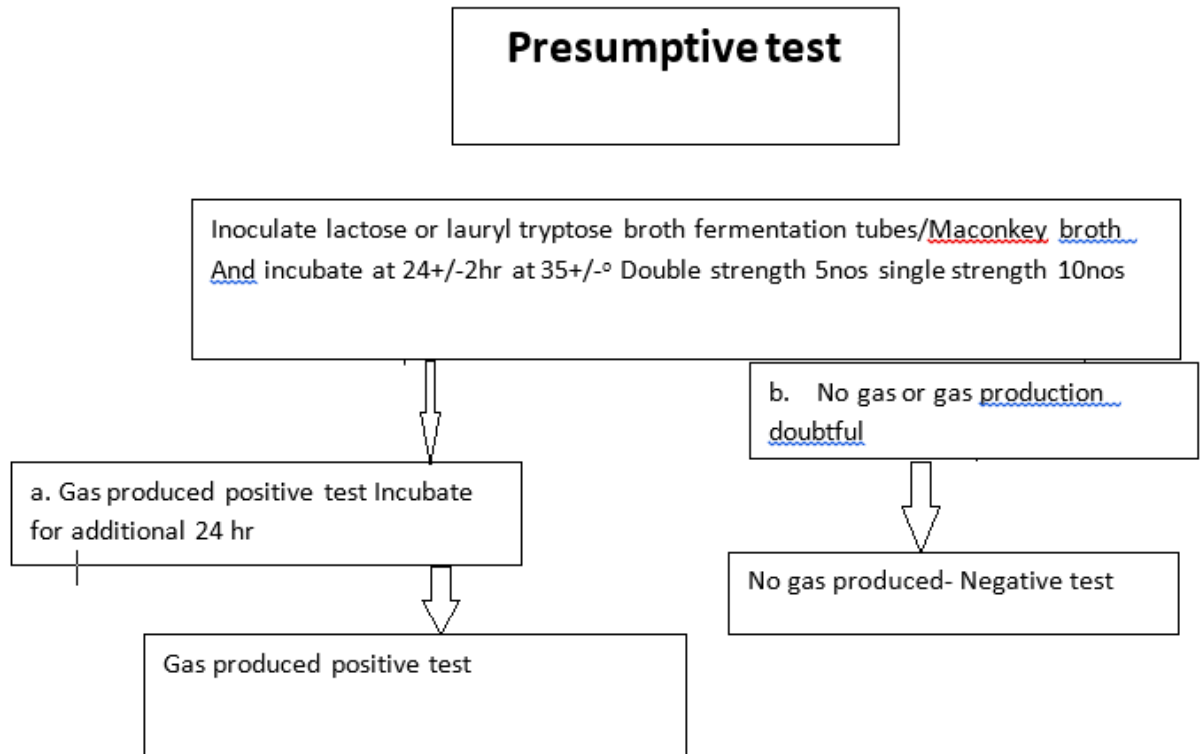 Presumptive test
Inoculate lactose or lauryl tryptose broth fermentation tubes/Maconkey broth
And incubate at 24+/-2hr at 35+/-º Double strength 5nos single strength 10nos
b. No gas or gas production
doubtful
a. Gas produced positive test Incubate
for additional 24 hr
No gas produced- Negative test
Gas produced positive test